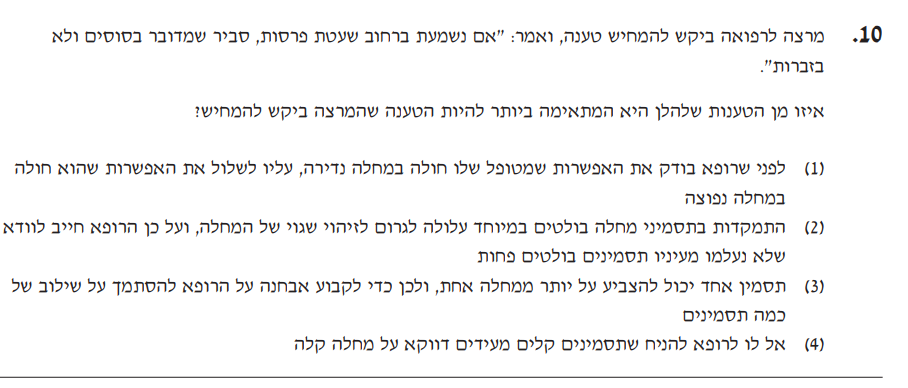 10. מרצה לרפואה ביקש להמחיש טענה, ואמר: "אם נשמעת ברחוב שעטת פרסות, סביר שמדובר בסוסים ולא
בזברות".
איזו מן הטענות שלהלן היא המתאימה ביותר להיות הטענה שהמרצה ביקש להמחיש?
(1) לפני שרופא בודק את האפשרות שמטופל שלו חולה במחלה נדירה, עליו לשלול את האפשרות שהוא חולה
במחלה נפוצה
(2) התמקדות בתסמיני מחלה בולטים במיוחד עלולה לגרום לזיהוי שגוי של המחלה, ועל כן הרופא חייב לוודא
שלא נעלמו מעיניו תסמינים בולטים פחות
(3) תסמין אחד יכול להצביע על יותר ממחלה אחת, ולכן כדי לקבוע אבחנה על הרופא להסתמך על שילוב של
כמה תסמינים
(4) אל לו לרופא להניח שתסמינים קלים מעידים דווקא על מחלה קלה